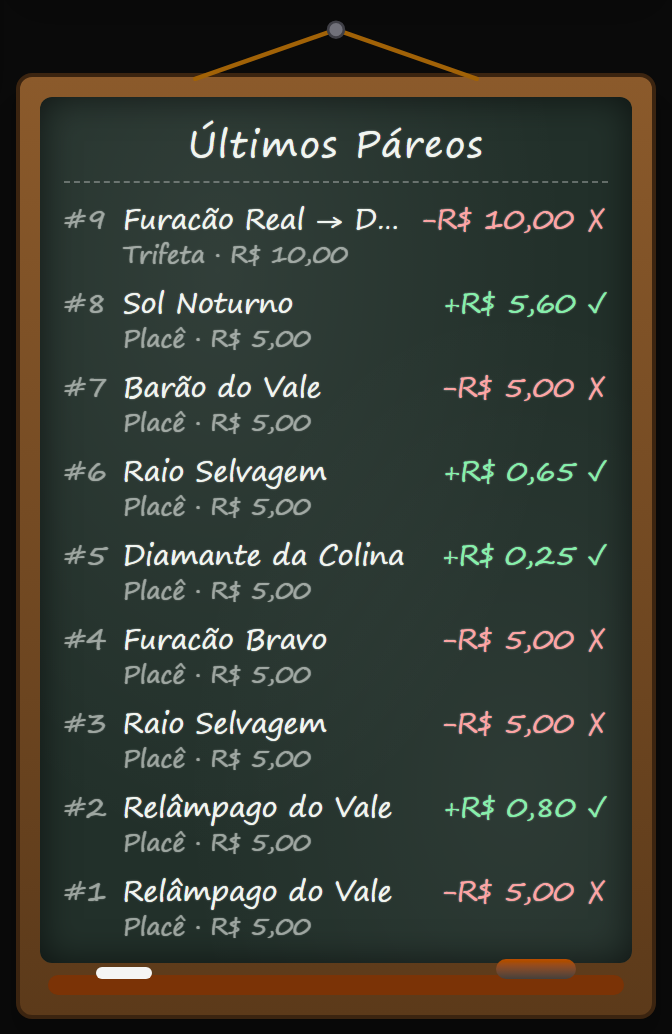 Últimos Páreos
#9 Furacão Real → D... -R$ 10,00 ✗
Trifeta · R$ 10,00
#8 Sol Noturno +R$ 5,60 ✓
Placê · R$ 5,00
#7 Barão do Vale -R$ 5,00 ✗
Placê · R$ 5,00
#6 Raio Selvagem +R$ 0,65 ✓
Placê · R$ 5,00
#5 Diamante da Colina +R$ 0,25 ✓
Placê · R$ 5,00
#4 Furacão Bravo -R$ 5,00 ✗
Placê · R$ 5,00
#3 Raio Selvagem -R$ 5,00 ✗
Placê · R$ 5,00
#2 Relâmpago do Vale +R$ 0,80 ✓
Placê · R$ 5,00
#1 Relâmpago do Vale -R$ 5,00 ✗
Placê · R$ 5,00